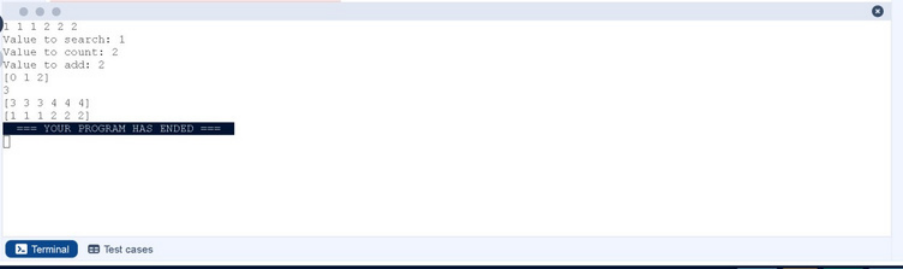 1 1 1 2 2 2
Value to search: 1
Value to count: 2
Value to add: 2
[0 1 2]
3
[3 3 3 4 4 4]
[1 1 1 2 2 2]
=== YOUR PROGRAM HAS ENDED ===
Terminal Test cases